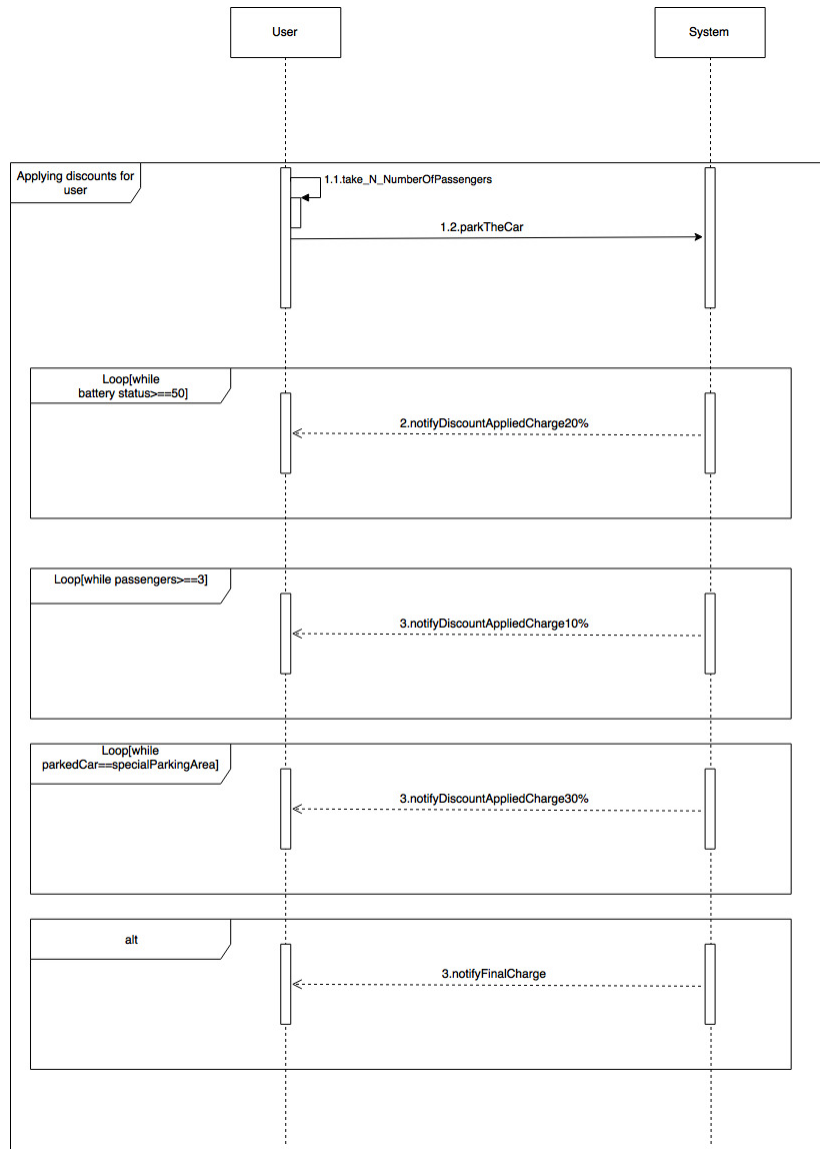 User
System
Applying discounts for
user
1.1.take_N_NumberOfPassengers
1.2.parkTheCar
Loop[while
battery status>==50]
2.notifyDiscountAppliedCharge20%
Loop[while passengers>==3]
3.notifyDiscountAppliedCharge10%
Loop[while
parkedCar==specialParkingArea]
3.notifyDiscountAppliedCharge30%
alt
3.notifyFinalCharge